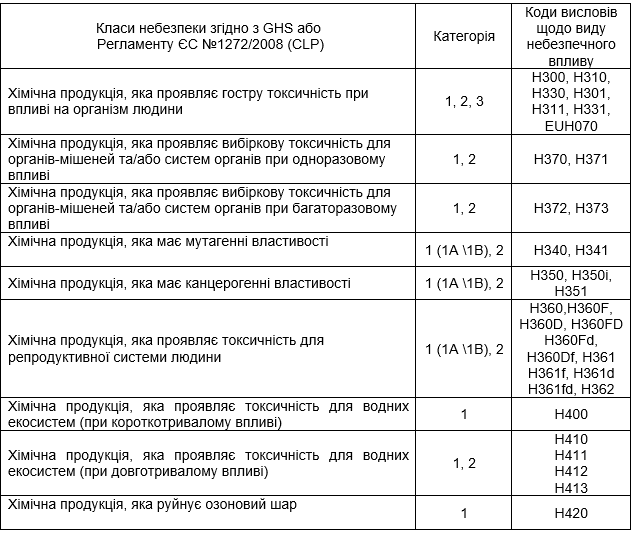 Класи небезпеки згідно з GHS або
Регламенту ЄС №1272/2008 (CLP)
Категорія
Коди висловів
щодо виду
небезпечного
впливу
Хімічна продукція, яка проявляє гостру токсичність при
впливі на організм людини
1, 2, 3
H300, H310,
H330, H301,
H311, H331,
EUH070
Хімічна продукція, яка проявляє вибіркову токсичність для
органів-мішеней та/або систем органів при одноразовому
впливі
1, 2
H370, H371
Хімічна продукція, яка проявляє вибіркову токсичність для
органів-мішеней та/або систем органів при багаторазовому
впливі
1, 2
H372, H373
Хімічна продукція, яка має мутагенні властивості
1 (1A \1B), 2
H340, H341
Хімічна продукція, яка має канцерогенні властивості
1 (1A \1B), 2
H350, H350i,
H351
Хімічна продукція, яка проявляє токсичність для
репродуктивної системи людини
1 (1A \1B), 2
H360,H360F,
H360D, H360FD
H360Fd,
H360Df, H361
H361f, H361d
H361fd, H362
Хімічна продукція, яка проявляє токсичність для водних
екосистем (при короткотривалому впливі)
1
H400
Хімічна продукція, яка проявляє токсичність для водних
екосистем (при довготривалому впливі)
1, 2
H410
H411
H412
H413
Хімічна продукція, яка руйнує озоновий шар
1
H420